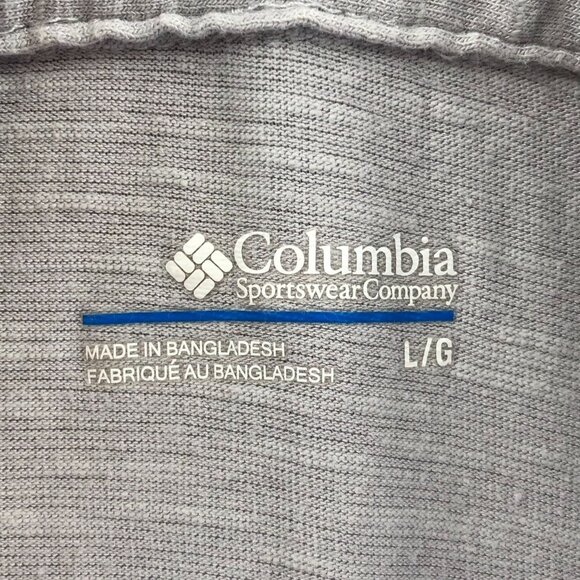 Columbia
Sportswear Company
MADE IN BANGLADESH
FABRIQUÉ AU BANGLADESH
L/G